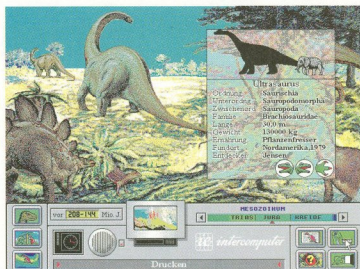 Ultrasaurus
Ordnung Saurischia
Unterordng Sauropodomorpha
Zwischenord Sauropoda
Familie Brachiosauridae
Länge 30,0 m
Gewicht 130000 kg
Ernährung Pflanzenfresser
Fundort Nordamerika,1979
Entdecker Jensen
MESOZOIKUM
vor 208-144 Mio J.
TRIAS JURA KREIDE
intercomputer
Drucken